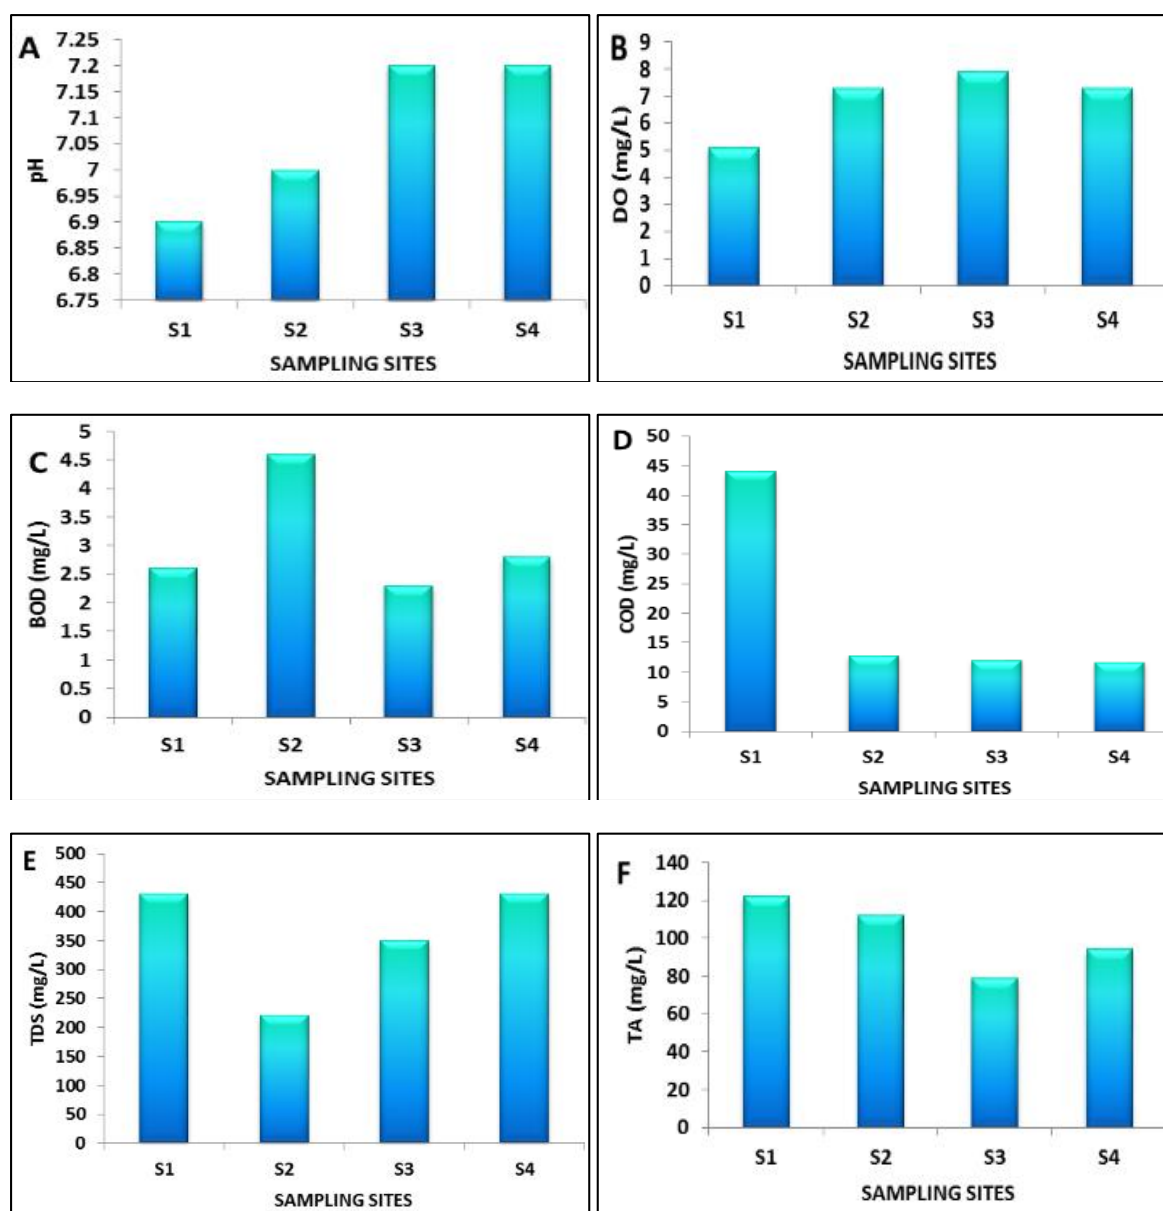 A
7.25
7.2
7.15
7.1
7.05
7
6.95
6.9
6.85
6.8
6.75
pH
S1 S2 S3 S4
SAMPLING SITES
B
9
8
7
6
5
4
3
2
1
0
DO (mg/L)
S1 S2 S3 S4
SAMPLING SITES
C
5
4.5
4
3.5
3
2.5
2
1.5
1
0.5
0
BOD (mg/L)
S1 S2 S3 S4
SAMPLING SITES
D
50
45
40
35
30
25
20
15
10
5
0
COD (mg/L)
S1 S2 S3 S4
SAMPLING SITES
E
500
450
400
350
300
250
200
150
100
50
0
TDS (mg/L)
S1 S2 S3 S4
SAMPLING SITES
F
140
120
100
80
60
40
20
0
TA (mg/L)
S1 S2 S3 S4
SAMPLING SITES